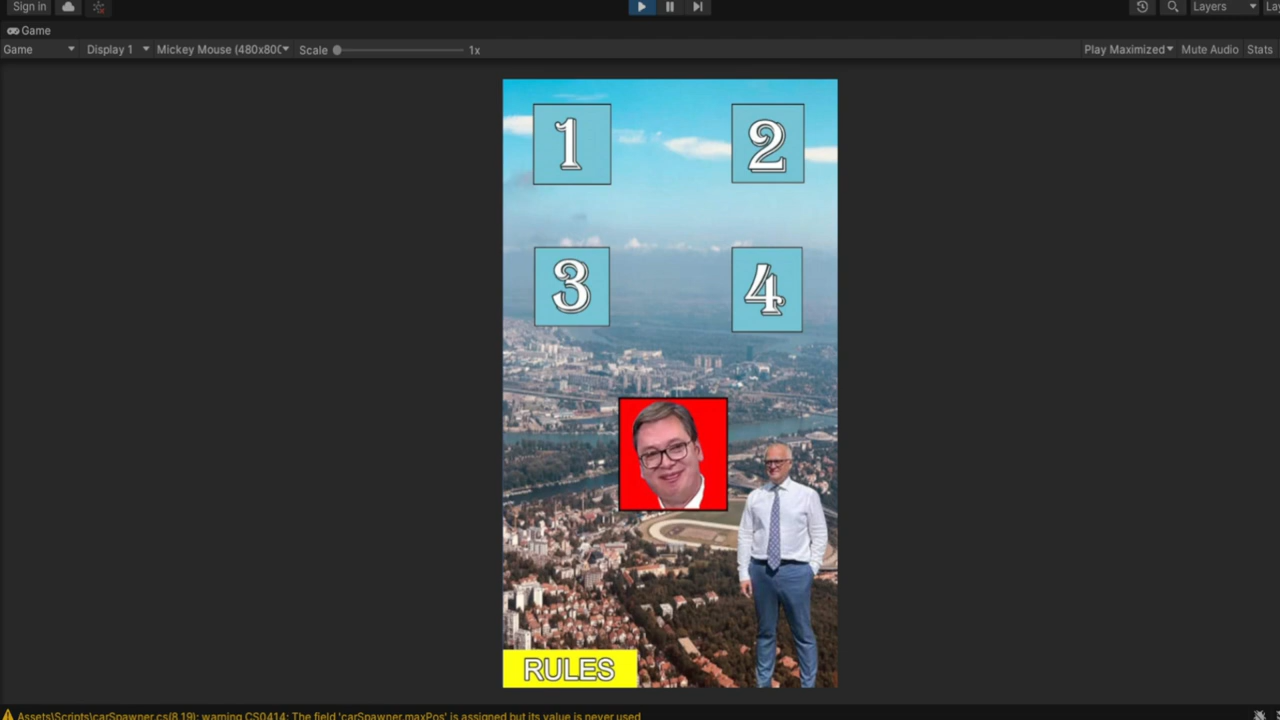 Sign in
Layers
Game
Game
Display 1
Mickey Mouse (480x80(
Scale
1x
Play Maximized
Mute Audio
Stats
1
2
3
4
RULES
Assets\Scripts\carSpawner.cs(8,19): warning CS0414: The field 'carSpawner.maxPos' is assigned but its value is never used